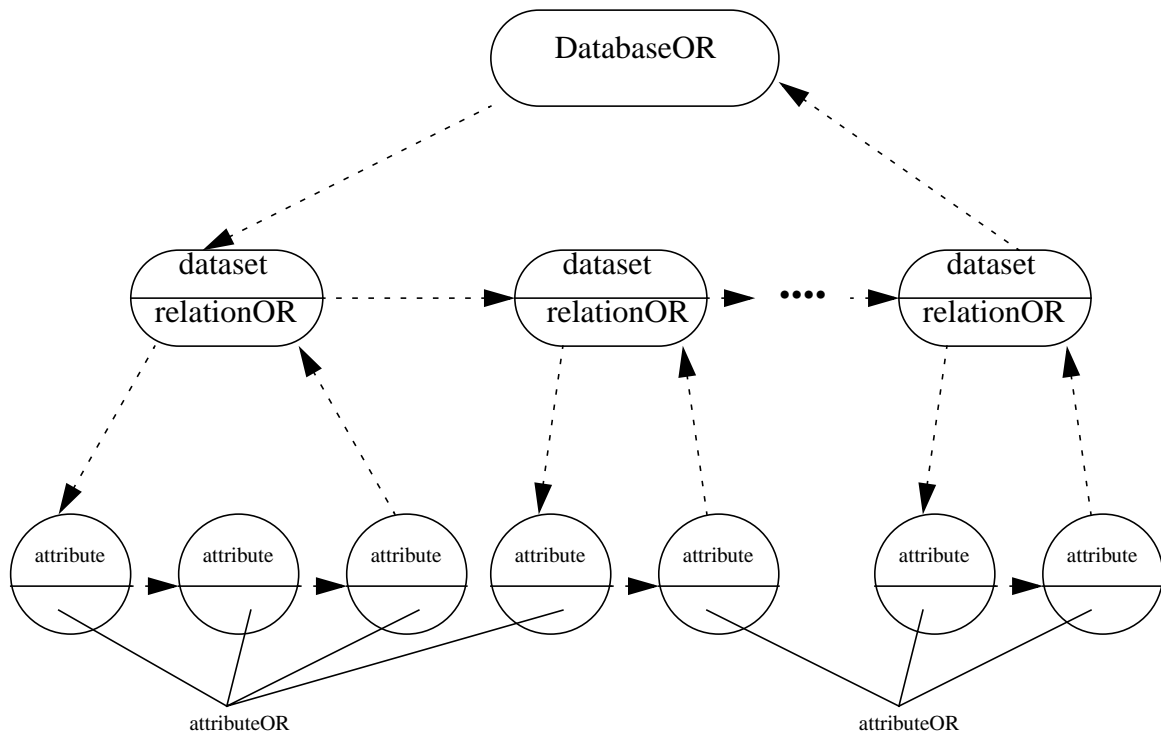 DatabaseOR
dataset
relationOR
dataset
relationOR
dataset
relationOR
attribute
attribute
attribute
attribute
attribute
attribute
attribute
attributeOR
attributeOR